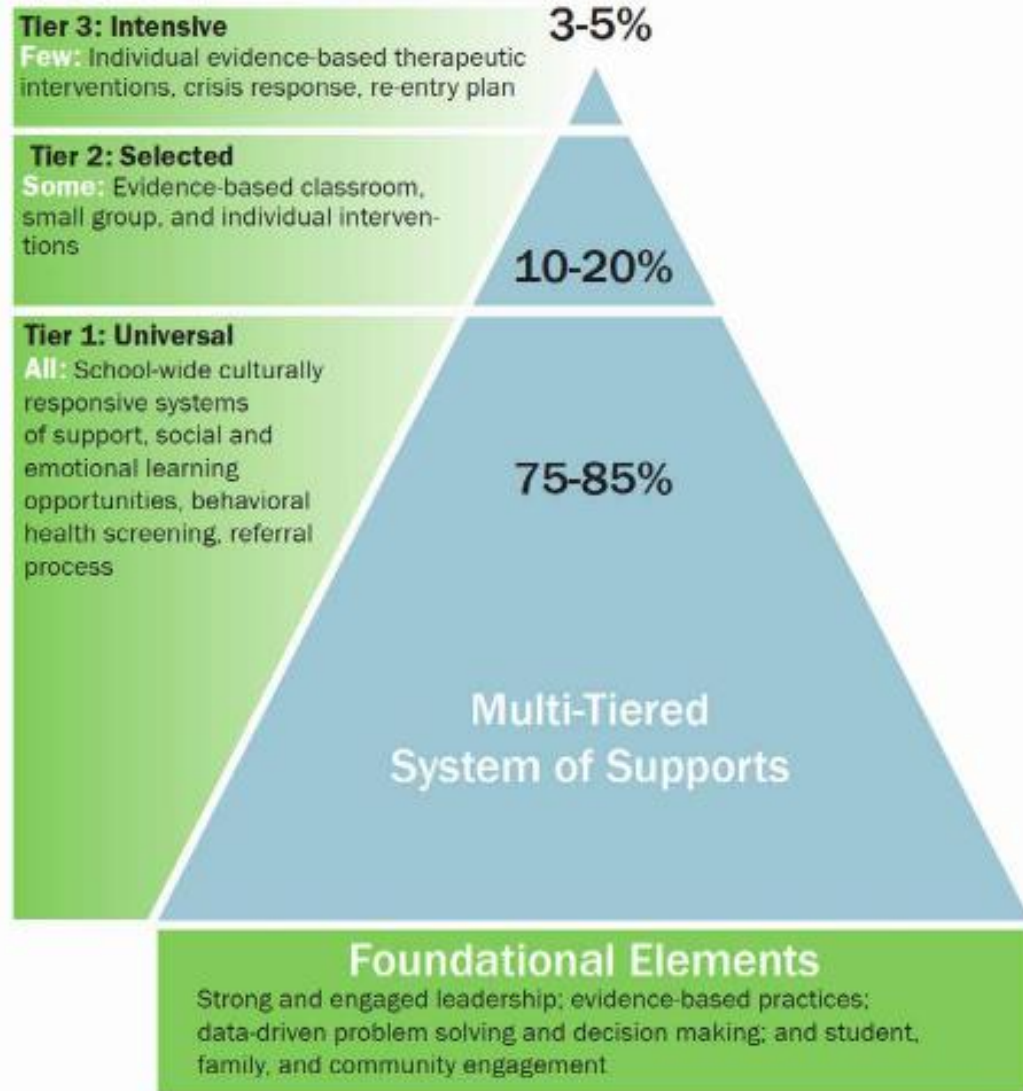 Tier 3: Intensive
Few: Individual evidence-based therapeutic
interventions, crisis response, re-entry plan
3-5%
Tier 2: Selected
Some: Evidence-based classroom,
small group, and individual interven-
tions
10-20%
Tier 1: Universal
All: School-wide culturally
responsive systems
of support, social and
emotional learning
opportunities, behavioral
health screening, referral
process
75-85%
Multi-Tiered
System of Supports
Foundational Elements
Strong and engaged leadership; evidence-based practices;
data-driven problem solving and decision making; and student,
family, and community engagement